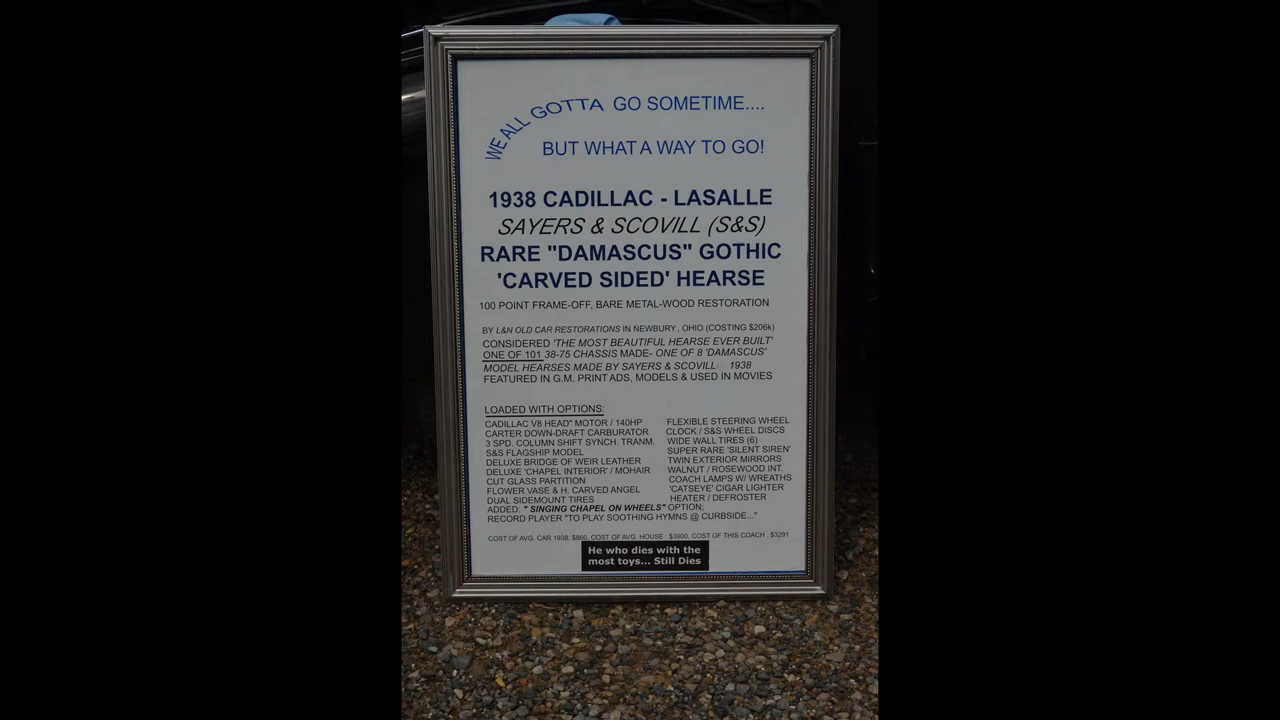 WE ALL GOTTA GO SOMETIME....
BUT WHAT A WAY TO GO!
1938 CADILLAC - LASALLE
SAYERS & SCOVILL (S&S)
RARE "DAMASCUS" GOTHIC
'CARVED SIDED' HEARSE
100 POINT FRAME-OFF, BARE METAL-WOOD RESTORATION
BY L&N OLD CAR RESTORATIONS IN NEWBURY , OHIO (COSTING $206k)
CONSIDERED 'THE MOST BEAUTIFUL HEARSE EVER BUILT'
ONE OF 101 38-75 CHASSIS MADE- ONE OF 8 'DAMASCUS'
MODEL HEARSES MADE BY SAYERS & SCOVILL 1938
FEATURED IN G.M. PRINT ADS, MODELS & USED IN MOVIES
LOADED WITH OPTIONS:
CADILLAC V8 HEAD" MOTOR / 140HP
CARTER DOWN-DRAFT CARBURATOR
3 SPD. COLUMN SHIFT SYNCH. TRANM.
S&S FLAGSHIP MODEL
DELUXE BRIDGE OF WEIR LEATHER
DELUXE 'CHAPEL INTERIOR' / MOHAIR
CUT GLASS PARTITION
FLOWER VASE & H. CARVED ANGEL
DUAL SIDEMOUNT TIRES
FLEXIBLE STEERING WHEEL
CLOCK / S&S WHEEL DISCS
WIDE WALL TIRES (6)
SUPER RARE 'SILENT SIREN'
TWIN EXTERIOR MIRRORS
WALNUT / ROSEWOOD INT.
COACH LAMPS W/ WREATHS
'CATSEYE' CIGAR LIGHTER
HEATER / DEFROSTER
ADDED: " SINGING CHAPEL ON WHEELS" OPTION;
RECORD PLAYER "TO PLAY SOOTHING HYMNS @ CURBSIDE..."
COST OF AVG. CAR 1938: $860, COST OF AVG. HOUSE : $3900, COST OF THIS COACH . $3291
He who dies with the
most toys... Still Dies